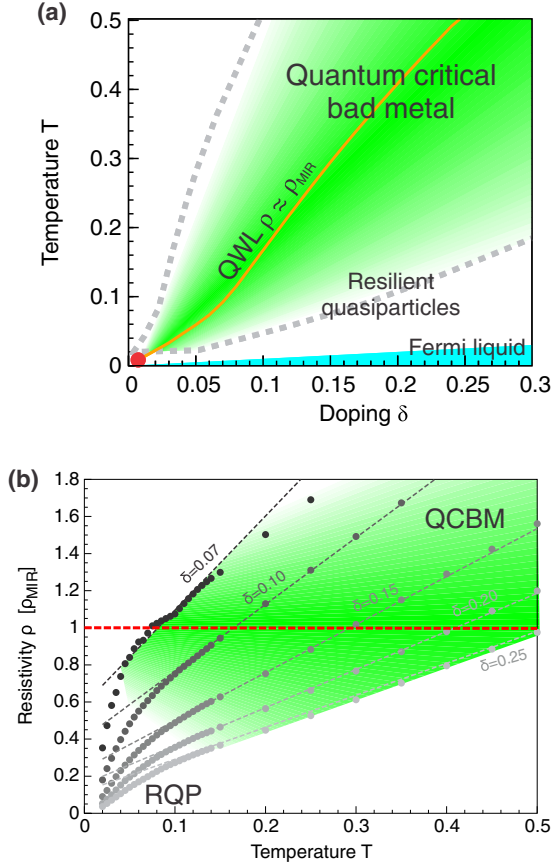 (a)
0.5
0.4
0.3
0.2
0.1
0
Temperature T
Quantum critical
bad metal
QWL ρ ≈ ρMIR
Resilient
quasiparticles
Fermi liquid
0 0.05 0.1 0.15 0.2 0.25 0.3
Doping δ
(b)
1.8
1.6
1.4
1.2
1
0.8
0.6
0.4
0.2
0
Resistivity ρ [ρMIR]
QCBM
δ=0.07
δ=0.10
δ=0.15
δ=0.20
δ=0.25
RQP
0 0.1 0.2 0.3 0.4 0.5
Temperature T